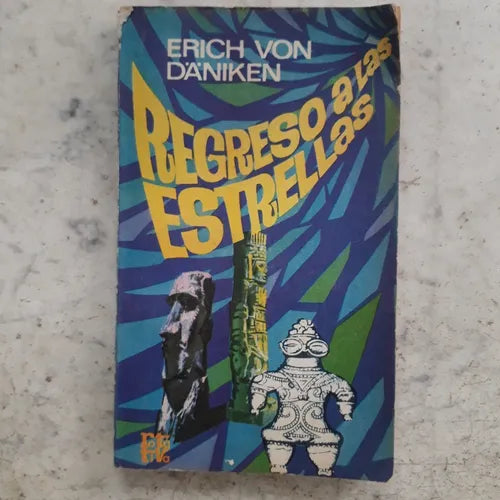 ERICH VON
DÄNIKEN
REGRESO a las
ESTRELLAS